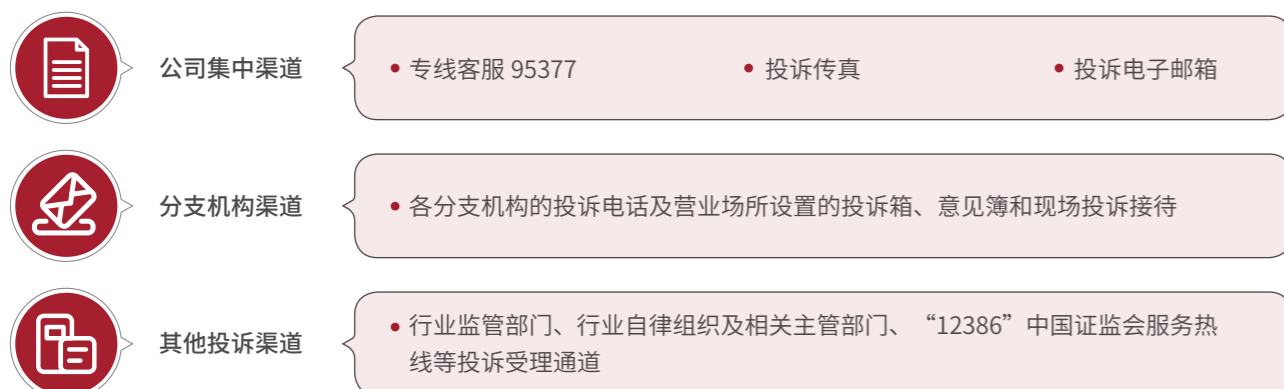 公司集中渠道
• 专线客服 95377 • 投诉传真 • 投诉电子邮箱
分支机构渠道
• 各分支机构的投诉电话及营业场所设置的投诉箱、意见簿和现场投诉接待
其他投诉渠道
• 行业监管部门、行业自律组织及相关主管部门、“12386”中国证监会服务热
线等投诉受理通道